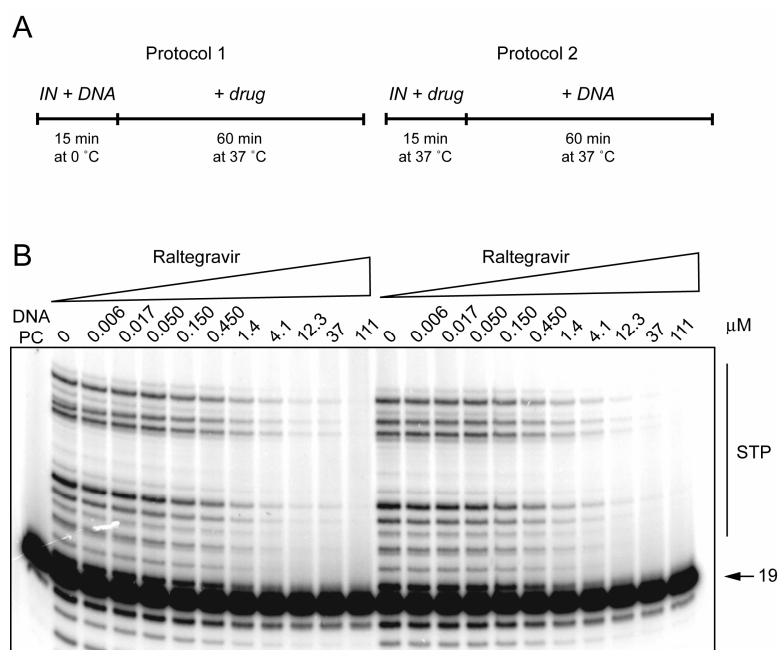 A
Protocol 1 Protocol 2
IN + DNA + drug IN + drug + DNA
15 min 60 min 15 min 60 min
at 0 ˚C at 37 ˚C at 37 ˚C at 37 ˚C
B
Raltegravir Raltegravir
DNA
PC 0 0.006 0.017 0.050 0.150 0.450 1.4 4.1 12.3 37 111 0 0.006 0.017 0.050 0.150 0.450 1.4 4.1 12.3 37 111 μM
STP
19